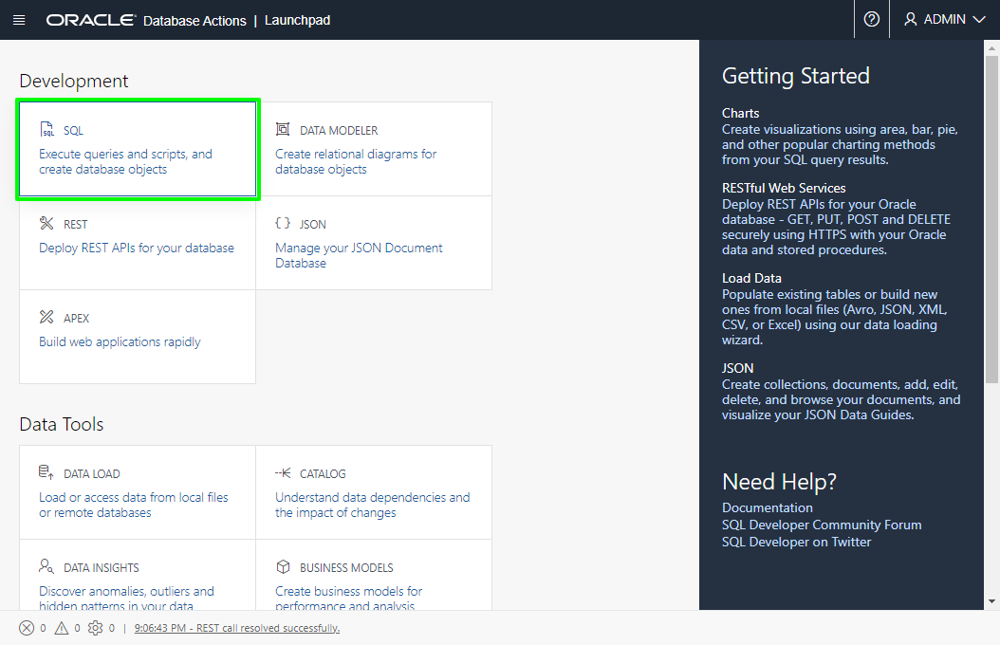 ORACLE Database Actions | Launchpad
ADMIN
Development
SQL
Execute queries and scripts, and
create database objects
DATA MODELER
Create relational diagrams for
database objects
REST
Deploy REST APIs for your database
{ } JSON
Manage your JSON Document
Database
APEX
Build web applications rapidly
Data Tools
DATA LOAD
Load or access data from local files
or remote databases
CATALOG
Understand data dependencies and
the impact of changes
DATA INSIGHTS
Discover anomalies, outliers and
hidden patterns in your data
BUSINESS MODELS
Create business models for
performance and analysis
Getting Started
Charts
Create visualizations using area, bar, pie,
and other popular charting methods
from your SQL query results.
RESTful Web Services
Deploy REST APIs for your Oracle
database - GET, PUT, POST and DELETE
securely using HTTPS with your Oracle
data and stored procedures.
Load Data
Populate existing tables or build new
ones from local files (Avro, JSON, XML,
CSV, or Excel) using our data loading
wizard.
JSON
Create collections, documents, add, edit,
delete, and browse your documents, and
visualize your JSON Data Guides.
Need Help?
Documentation
SQL Developer Community Forum
SQL Developer on Twitter
0 0 0 | 9:06:43 PM - REST call resolved successfully.